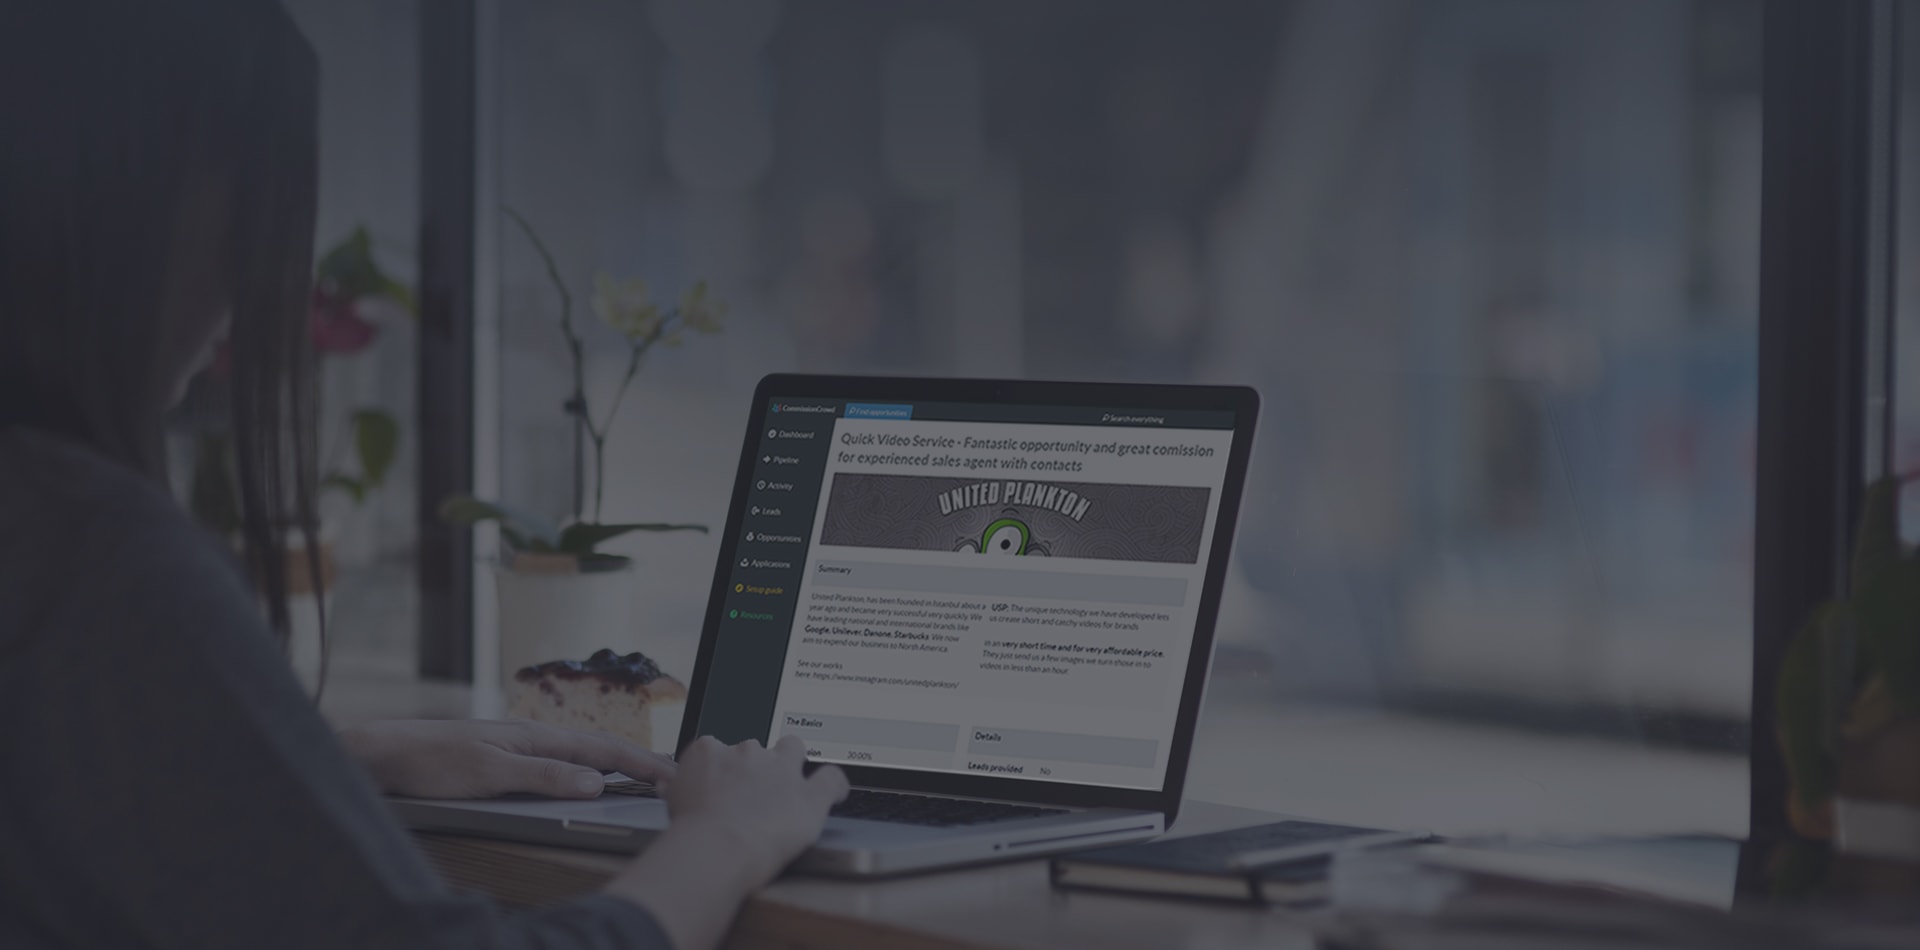 CommissionCrowd
Find opportunities
Search everything
Dashboard
Pipeline
Activity
Leads
Opportunities
Applications
Setup guide
Resources
Quick Video Service - Fantastic opportunity and great comission
for experienced sales agent with contacts
UNITED PLANKTON
Summary
United Plankton, has been founded in Istanbul about a
year ago and became very successful very quickly. We
have leading national and international brands like
Google, Unilever, Danone, Starbucks. We now
aim to expend our business to North America
See our works
here :https://www.instagram.com/unitedplankton/
USP: The unique technology we have developed lets
us create short and catchy videos for brands
in an very short time and for very affordable price.
They just send us a few images we turn those in to
videos in less than an hour.
The Basics
30.00%
Details
Leads provided No